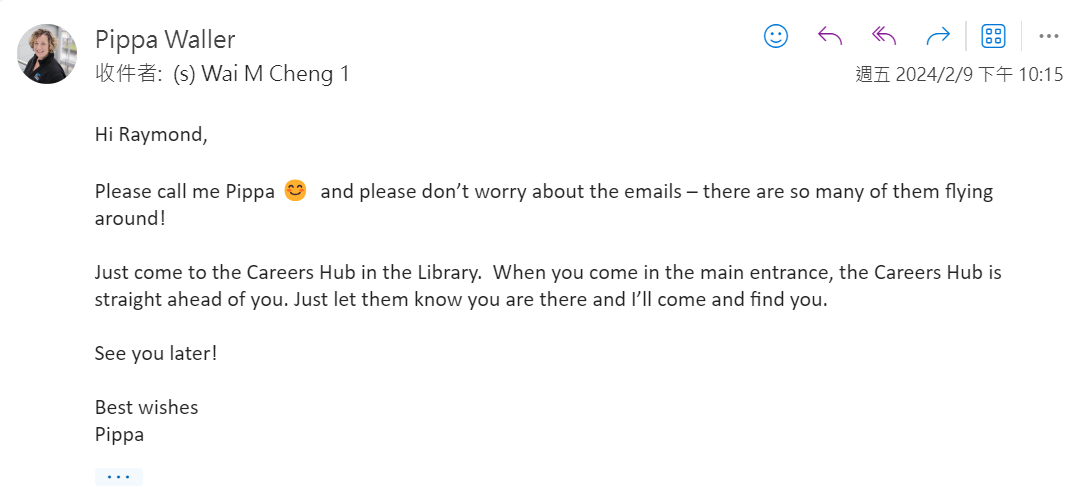 Pippa Waller
收件者: (s) Wai M Cheng 1
週五 2024/2/9 下午 10:15
Hi Raymond,
Please call me Pippa 😊 and please don’t worry about the emails – there are so many of them flying
around!
Just come to the Careers Hub in the Library.  When you come in the main entrance, the Careers Hub is
straight ahead of you. Just let them know you are there and I’ll come and find you.
See you later!
Best wishes
Pippa